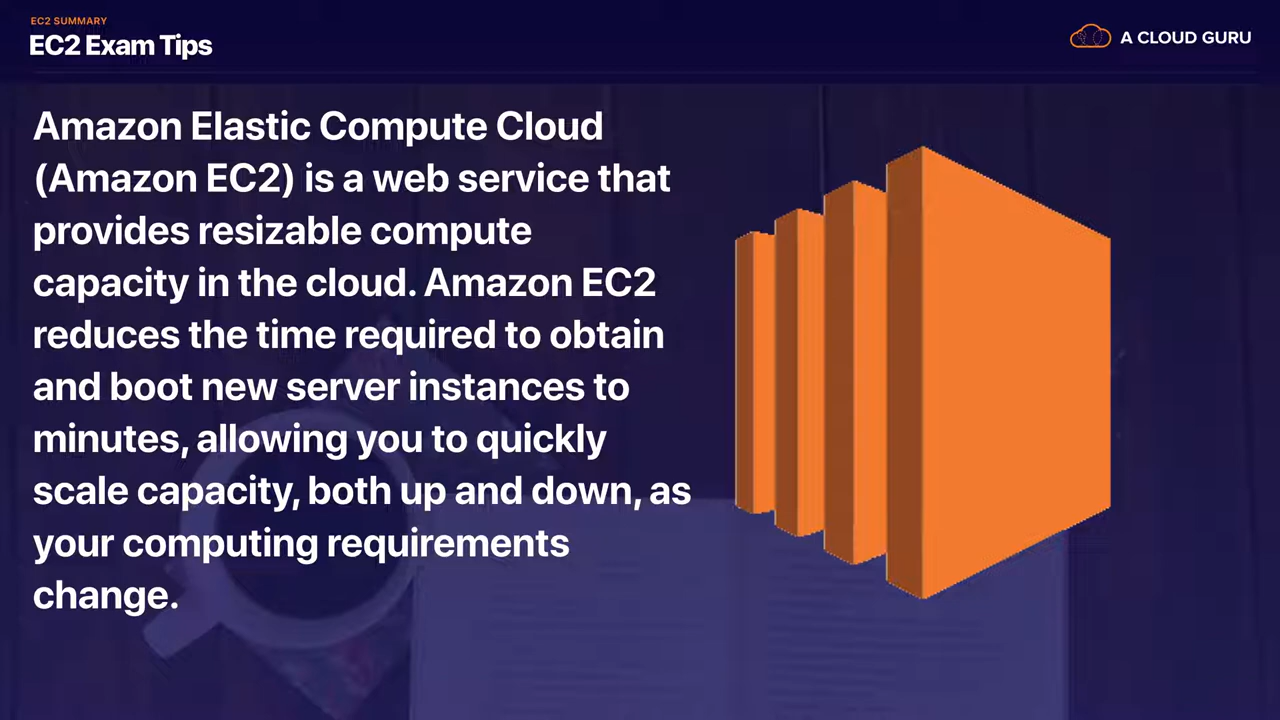 EC2 SUMMARY
EC2 Exam Tips
A CLOUD GURU
Amazon Elastic Compute Cloud
(Amazon EC2) is a web service that
provides resizable compute
capacity in the cloud. Amazon EC2
reduces the time required to obtain
and boot new server instances to
minutes, allowing you to quickly
scale capacity, both up and down, as
your computing requirements
change.